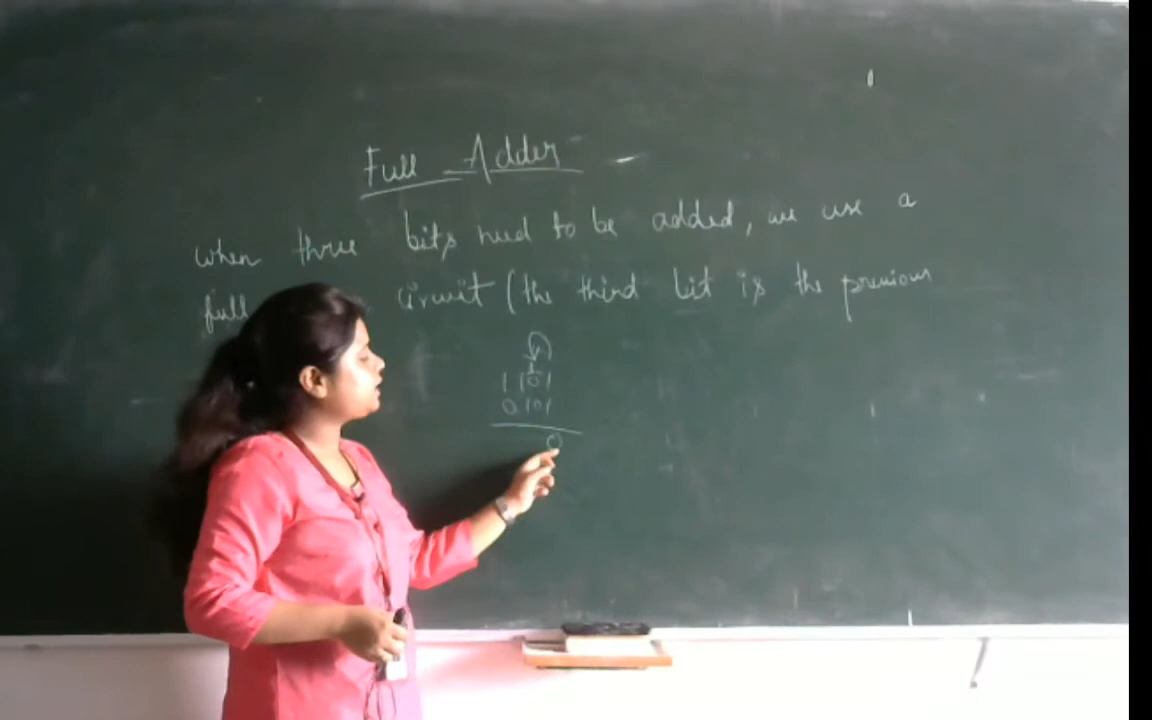 Full Adder -
when three bits need to be added, we use a
full circuit (the third bit is the previous
1
1101
0101
0